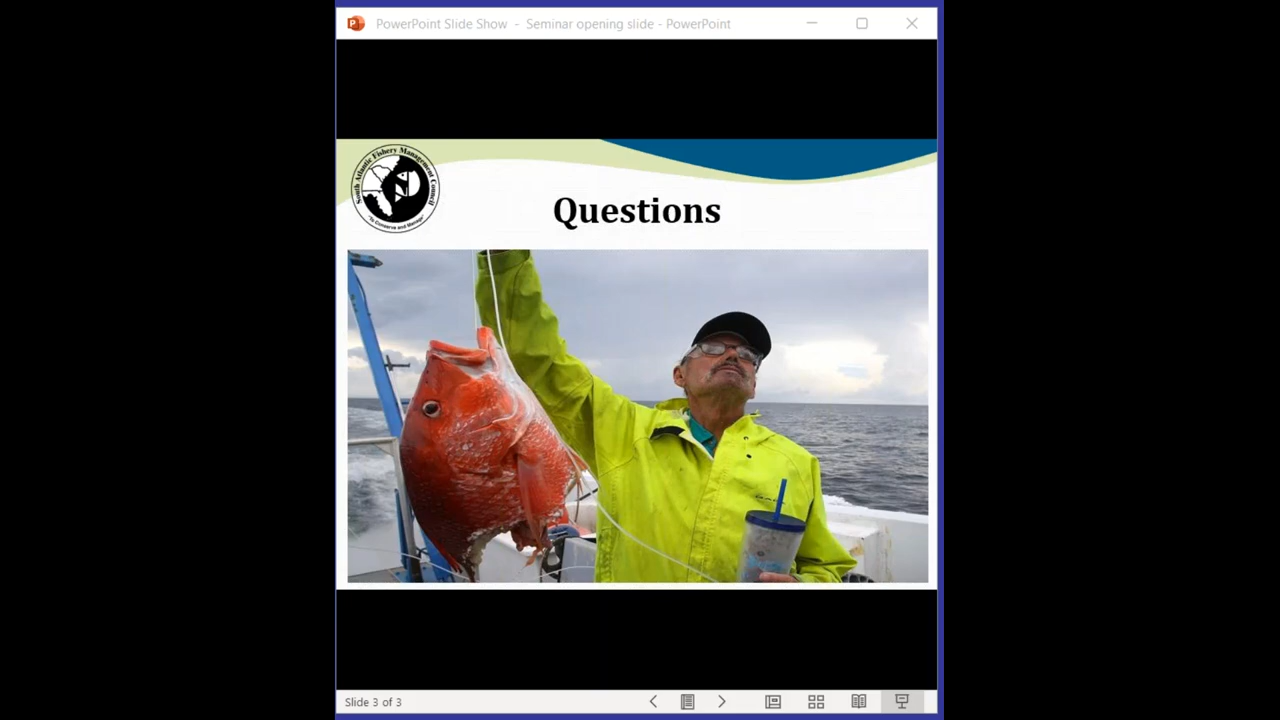 PowerPoint Slide Show - Seminar opening slide - PowerPoint
South Atlantic Fishery Management Council
"To Conserve and Manage"
Questions
Slide 3 of 3